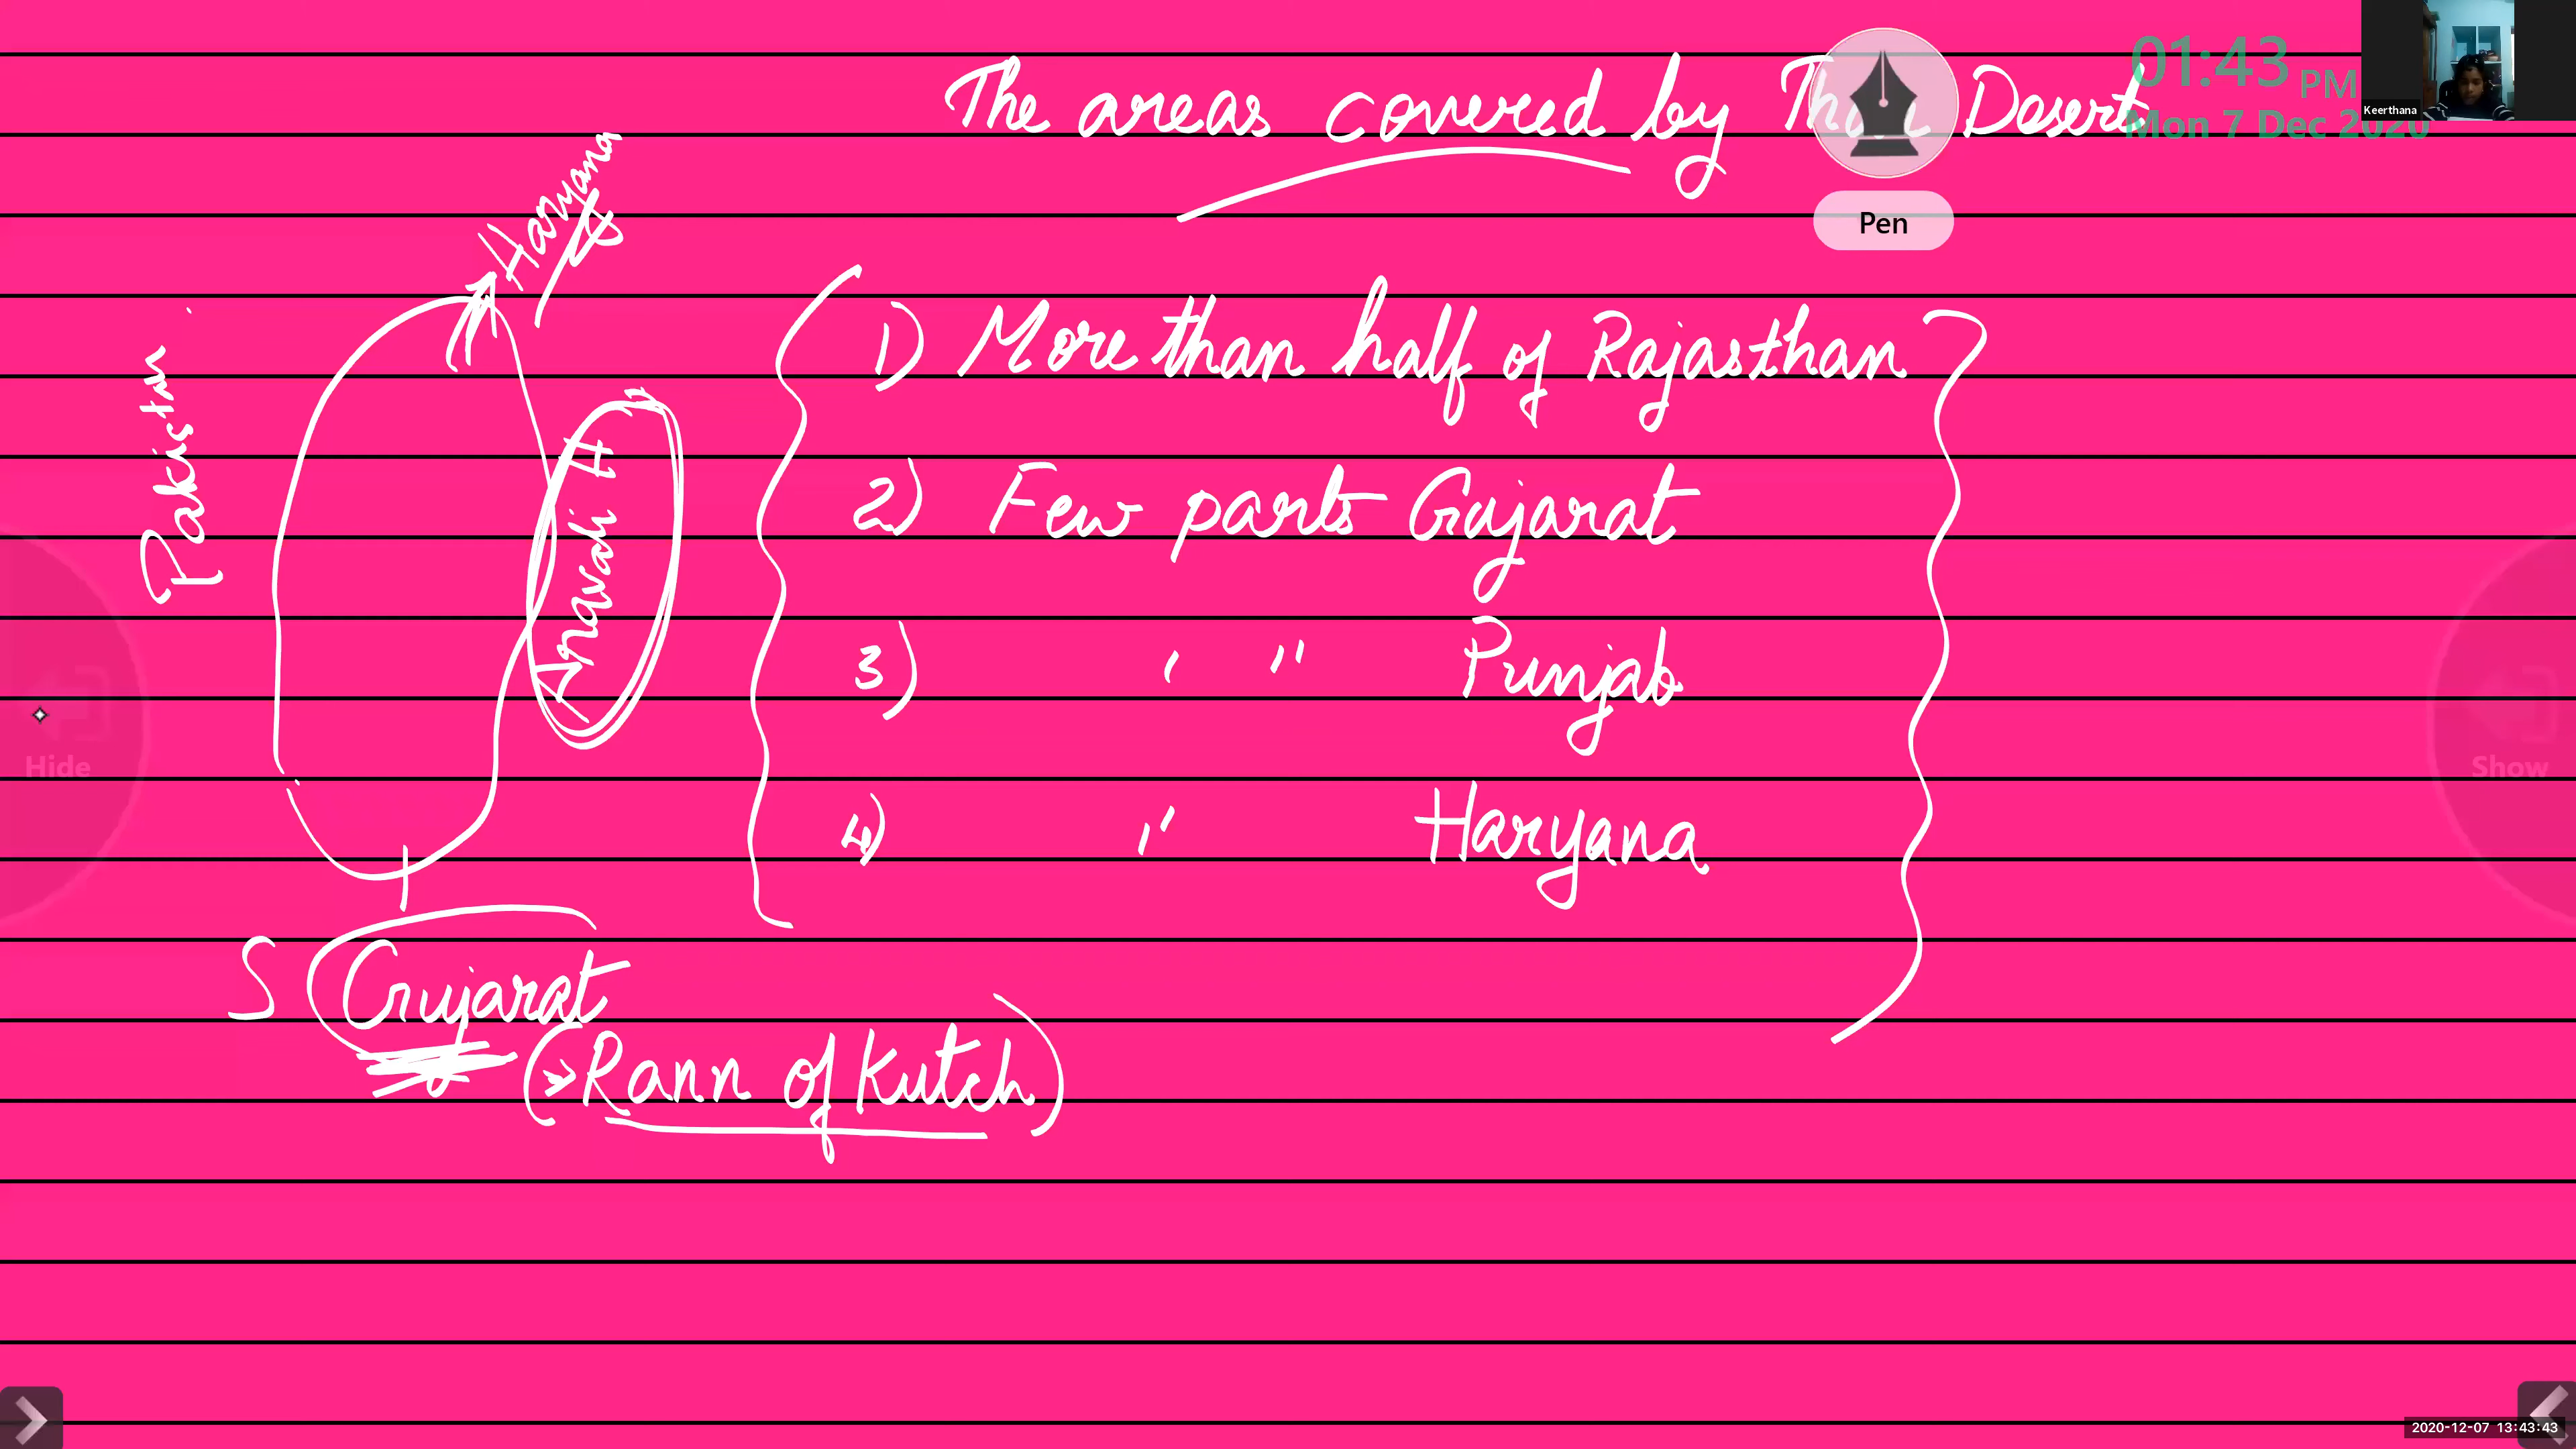 The areas covered by Thar Desert
01:43 PM
Mon 7 Dec 2020
Keerthana
Pen
Haryana
Pakistan
Aravali H
1) More than half of Rajasthan
2) Few parts Gujarat
3) ' '' Punjab
4) '' Haryana
Hide
Show
S Gujarat
(Rann of Kutch)
2020-12-07 13:43:43